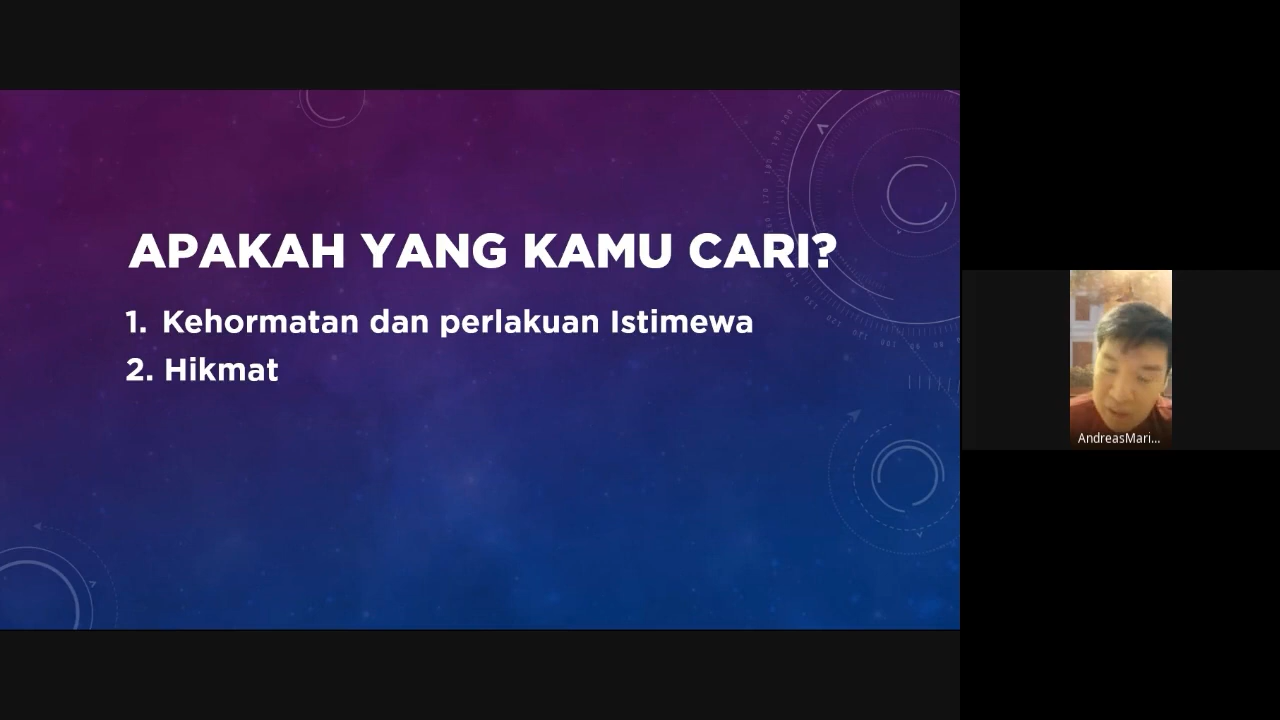 APAKAH YANG KAMU CARI?
1. Kehormatan dan perlakuan Istimewa
2. Hikmat
AndreasMari...